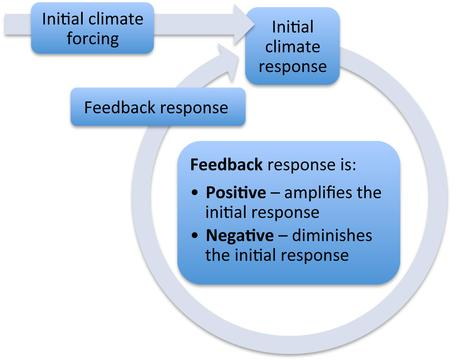 Initial climate
forcing
Initial
climate
response
Feedback response
Feedback response is:
• Positive – amplifies the
initial response
• Negative – diminishes
the initial response